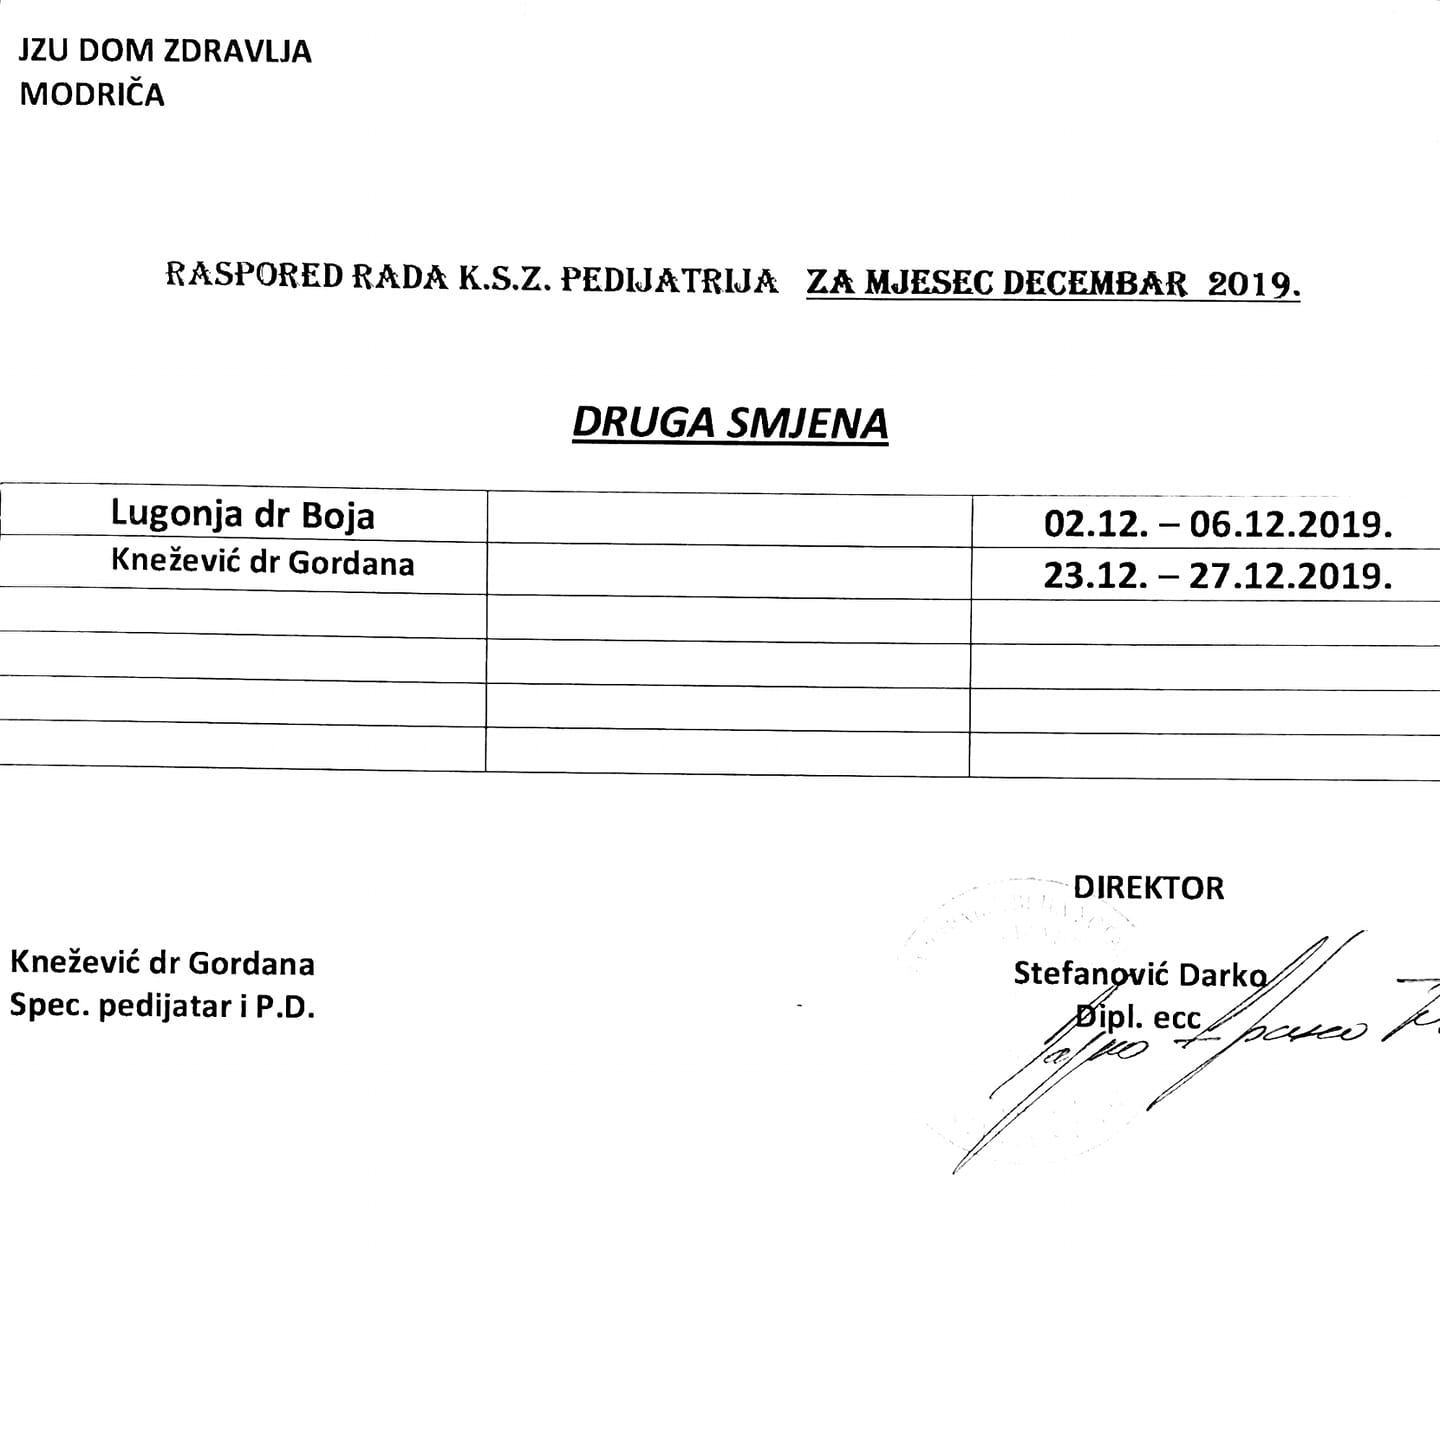 JZU DOM ZDRAVLJA
MODRIČA
RASPORED RADA K.S.Z. PEDIJATRIJA ZA MJESEC DECEMBAR 2019.
DRUGA SMJENA
Lugonja dr Boja 02.12. – 06.12.2019.
Knežević dr Gordana 23.12. – 27.12.2019.
DIREKTOR
Knežević dr Gordana
Spec. pedijatar i P.D.
Stefanović Darko
Dipl. ecc